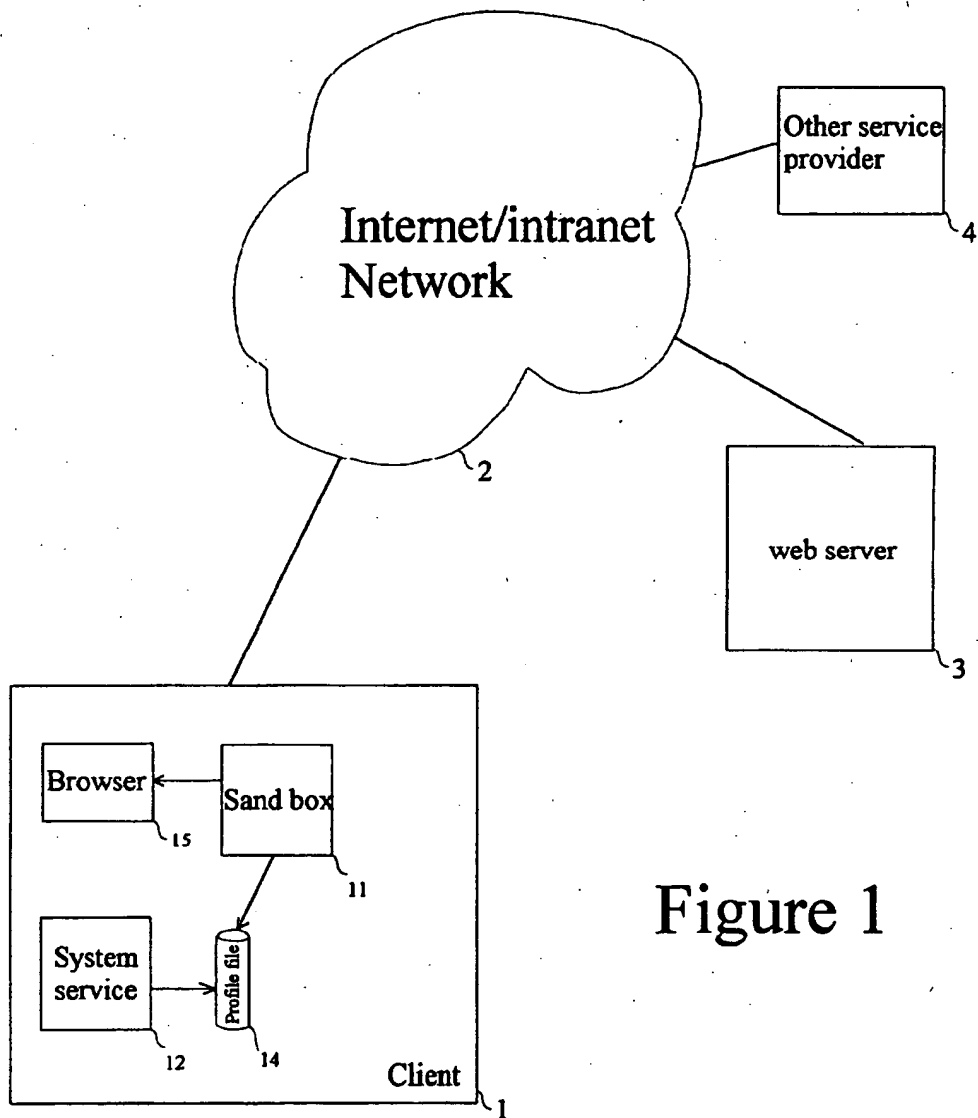 Other service
provider
4
Internet/intranet
Network
2
web server
3
Browser
15
Sand box
11
System
service
12
Profile file
14
Client
1
Figure 1